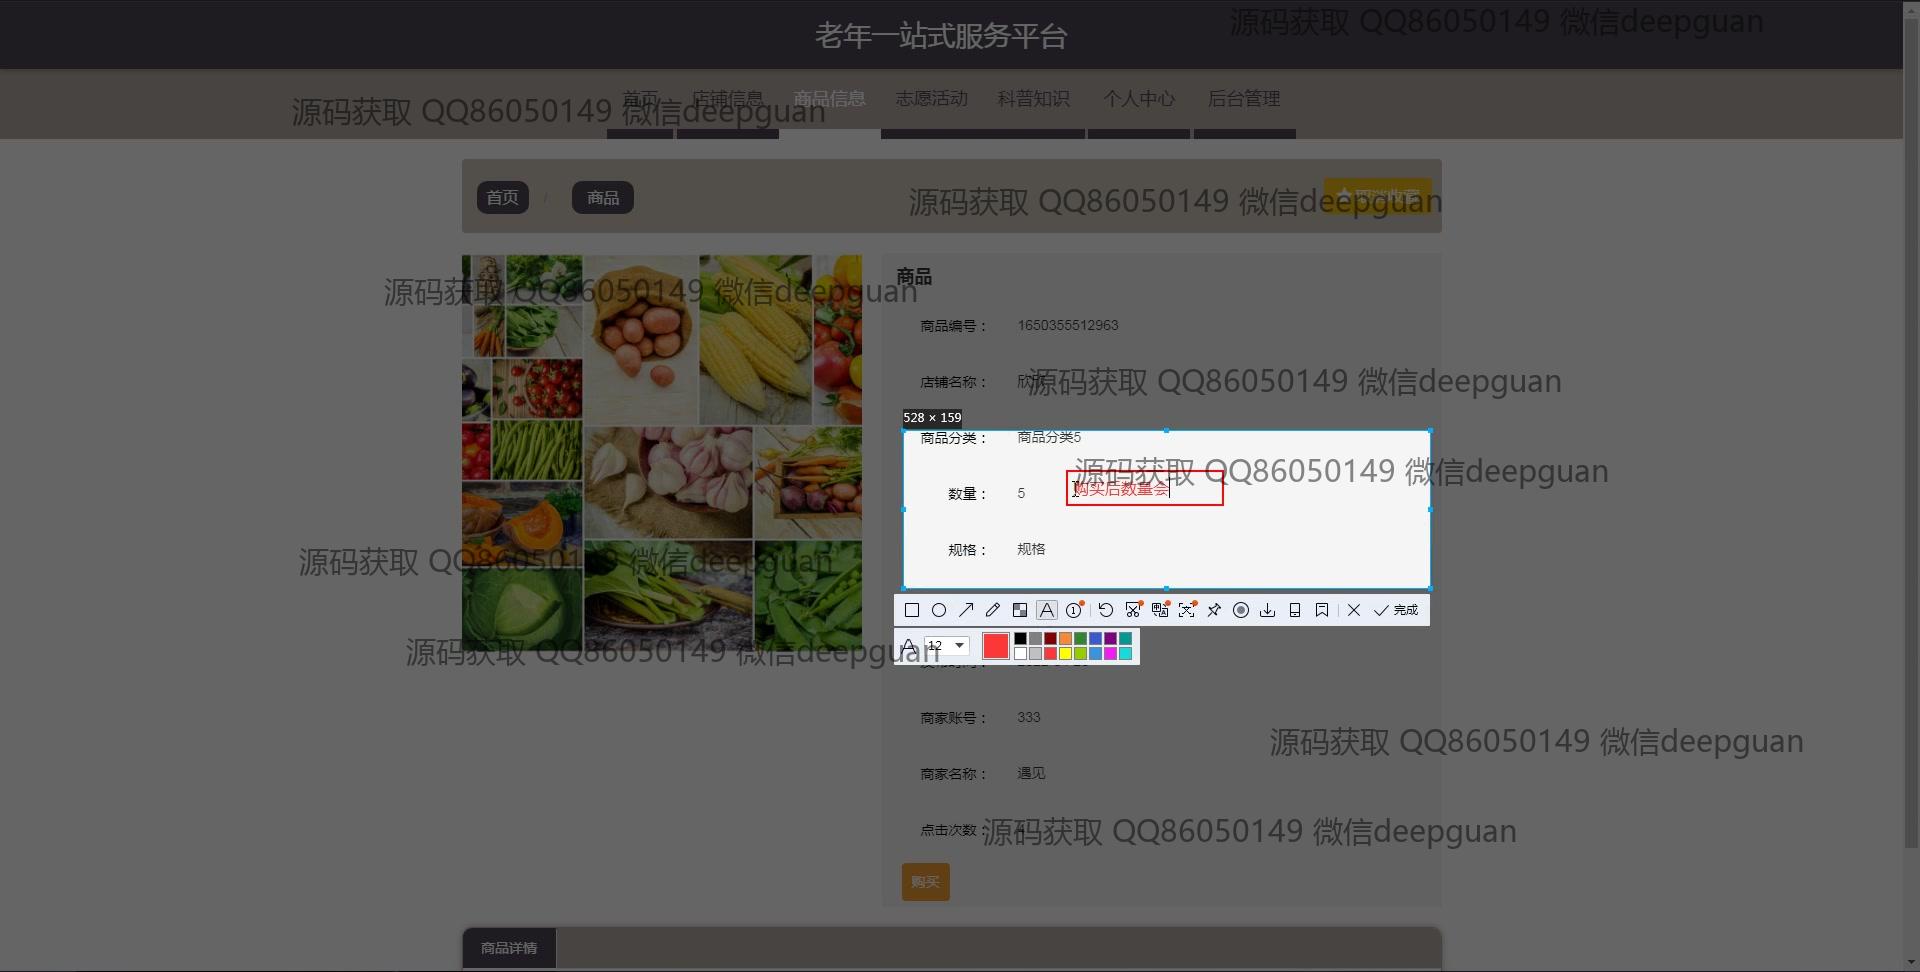 老年一站式服务平台
源码获取 QQ86050149 微信deepguan
首页 店铺信息 商品信息 志愿活动 科普知识 个人中心 后台管理
源码获取 QQ86050149 微信deepguan
首页 / 商品
源码获取 QQ86050149 微信deepguan
商品
源码获取 QQ86050149 微信deepguan
商品编号： 1650355512963
店铺名称： 欣欣
源码获取 QQ86050149 微信deepguan
528 × 159
商品分类： 商品分类5
源码获取 QQ86050149 微信deepguan
数量： 5
购买后数量会
规格： 规格
源码获取 QQ86050149 微信deepguan
完成
12
源码获取 QQ86050149 微信deepguan
商家账号： 333
源码获取 QQ86050149 微信deepguan
商家名称： 遇见
点击次数：
源码获取 QQ86050149 微信deepguan
购买
商品详情